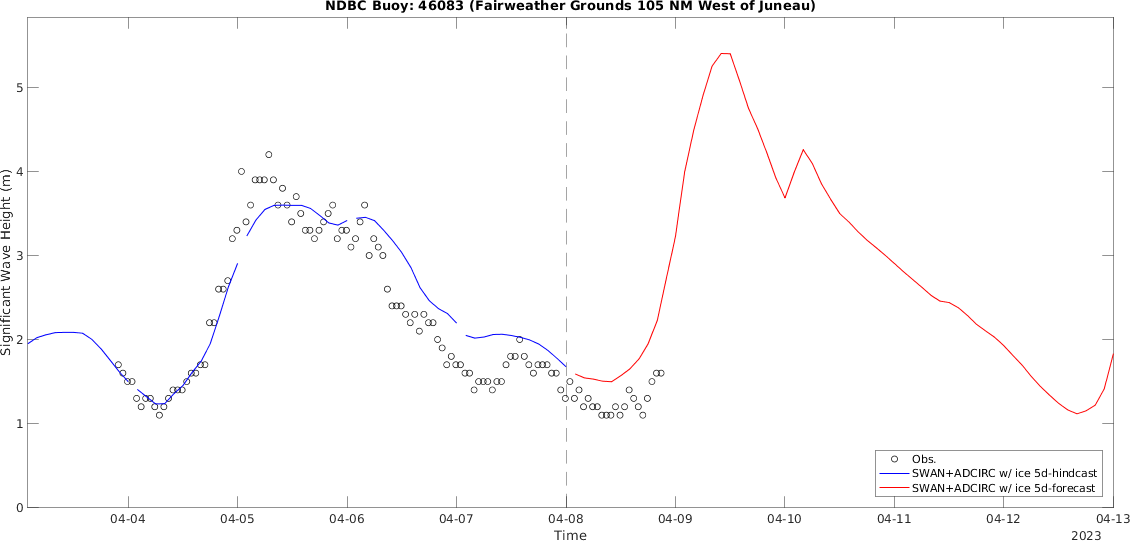 NDBC Buoy: 46083 (Fairweather Grounds 105 NM West of Juneau)
5
4
3
2
1
0
Significant Wave Height (m)
Obs.
SWAN+ADCIRC w/ ice 5d-hindcast
SWAN+ADCIRC w/ ice 5d-forecast
04-04 04-05 04-06 04-07 04-08 04-09 04-10 04-11 04-12 04-13
Time
2023